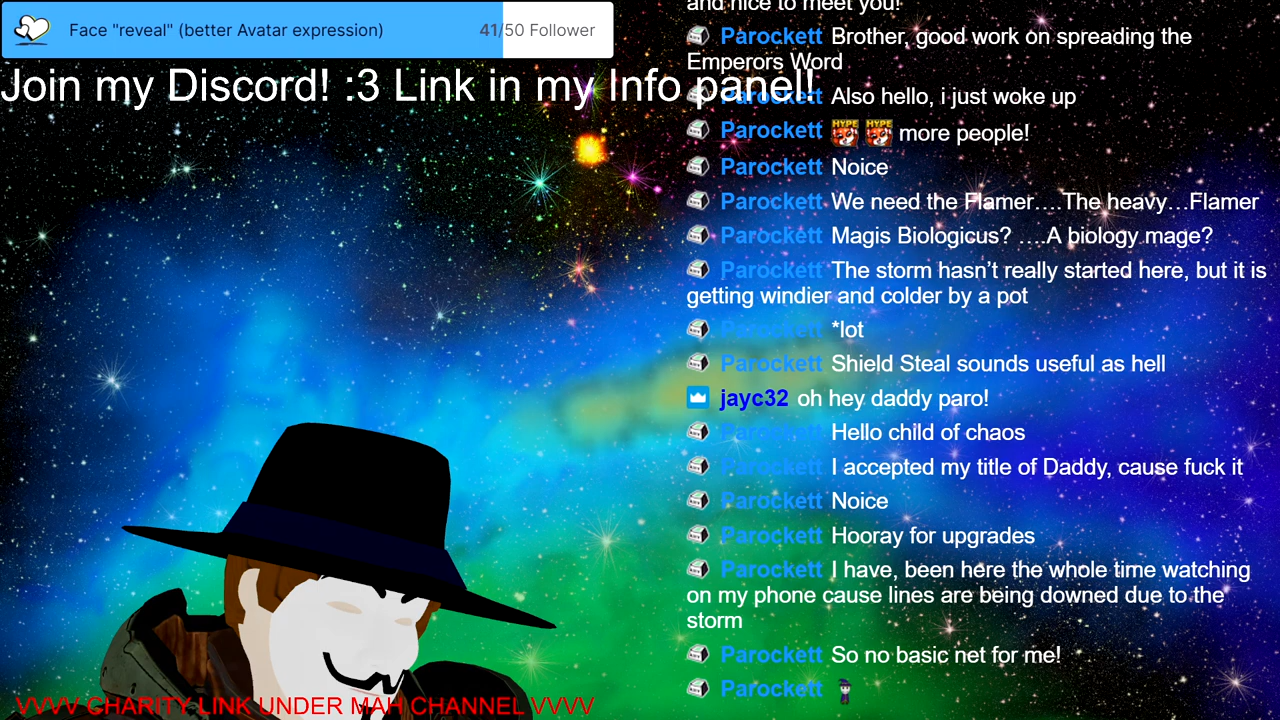 Face "reveal" (better Avatar expression) 41/50 Follower
Join my Discord! :3 Link in my Info panel!
and nice to meet you!
Parockett Brother, good work on spreading the
Emperors Word
Parockett Also hello, i just woke up
Parockett HYPE HYPE more people!
Parockett Noice
Parockett We need the Flamer….The heavy…Flamer
Parockett Magis Biologicus? ….A biology mage?
Parockett The storm hasn’t really started here, but it is
getting windier and colder by a pot
Parockett *lot
Parockett Shield Steal sounds useful as hell
jayc32 oh hey daddy paro!
Parockett Hello child of chaos
Parockett I accepted my title of Daddy, cause fuck it
Parockett Noice
Parockett Hooray for upgrades
Parockett I have, been here the whole time watching
on my phone cause lines are being downed due to the
storm
Parockett So no basic net for me!
Parockett
VVVV CHARITY LINK UNDER MAH CHANNEL VVVV